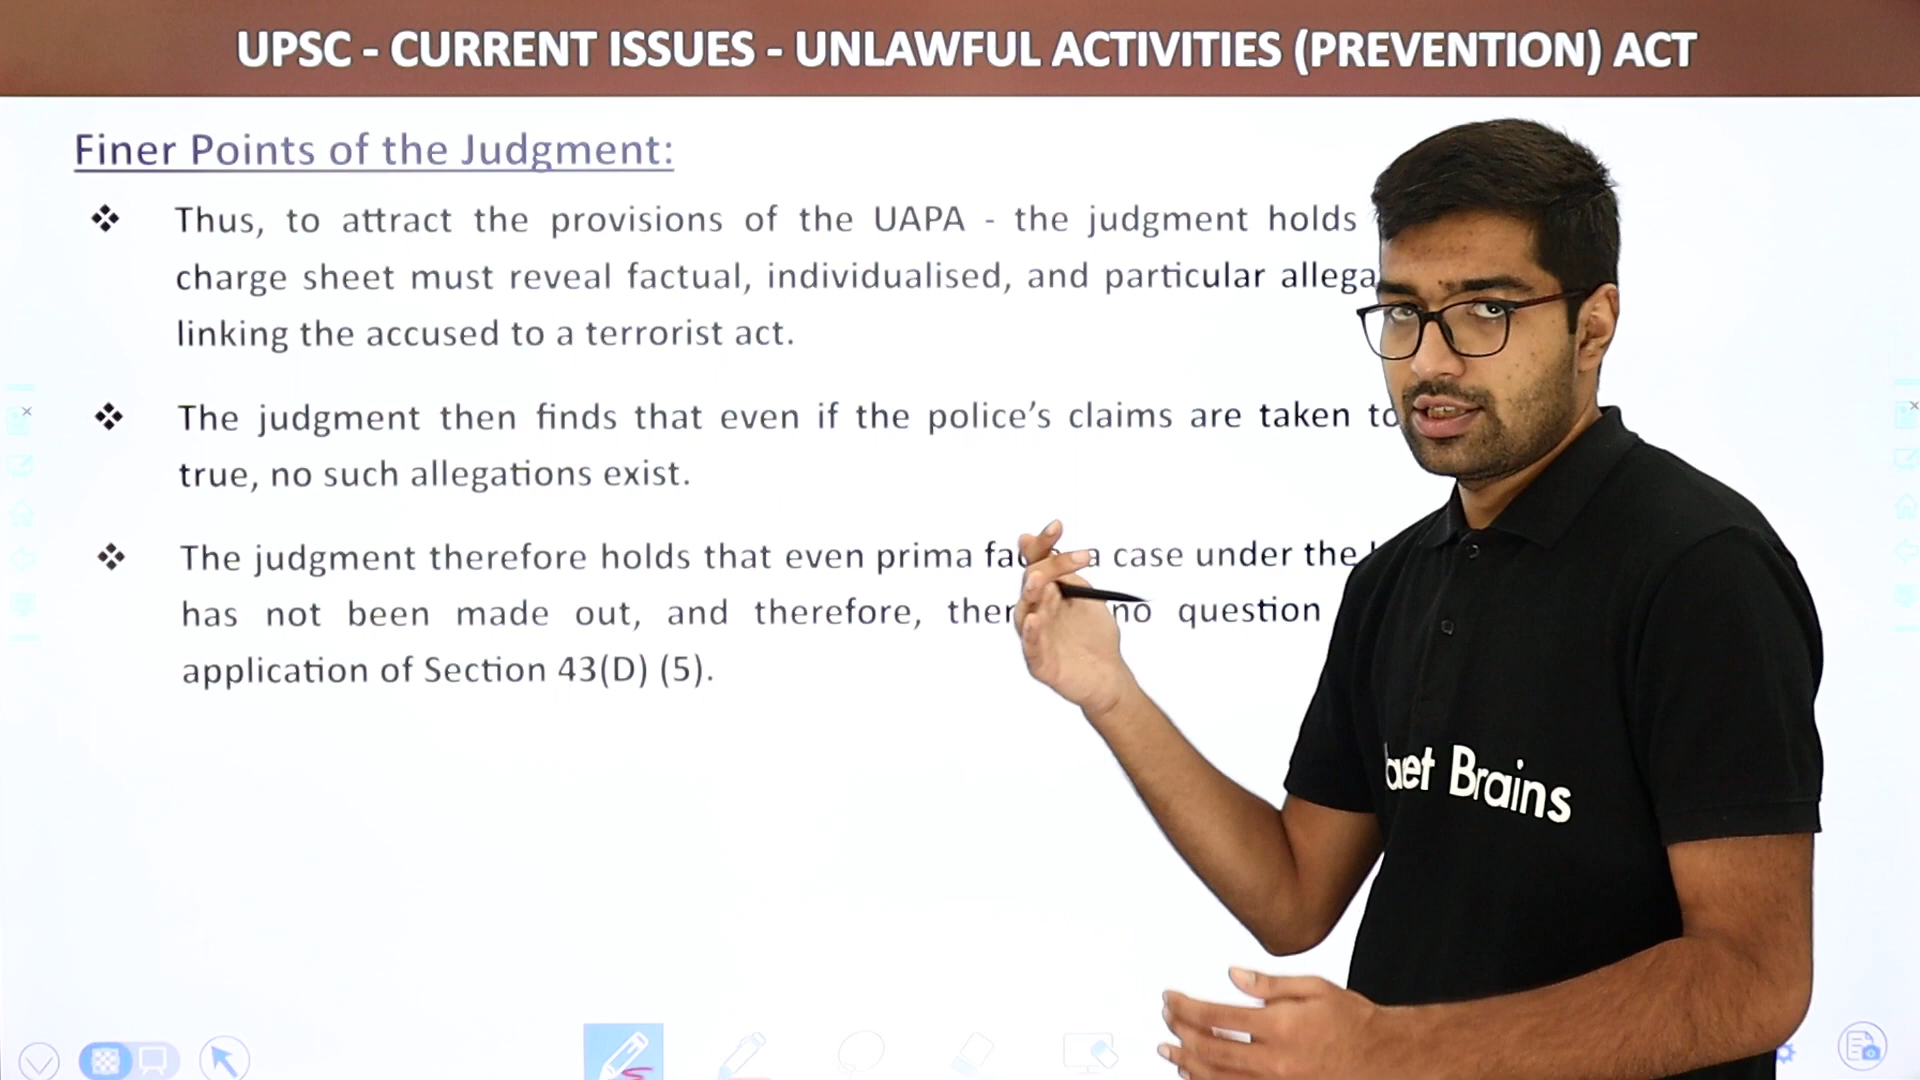 UPSC - CURRENT ISSUES - UNLAWFUL ACTIVITIES (PREVENTION) ACT
Finer Points of the Judgment:
❖ Thus, to attract the provisions of the UAPA - the judgment holds
charge sheet must reveal factual, individualised, and particular
linking the accused to a terrorist act.
❖ The judgment then finds that even if the police’s claims are taken to
true, no such allegations exist.
❖ The judgment therefore holds that even prima a case under the
has not been made out, and therefore, no question
application of Section 43(D) (5).
Brains